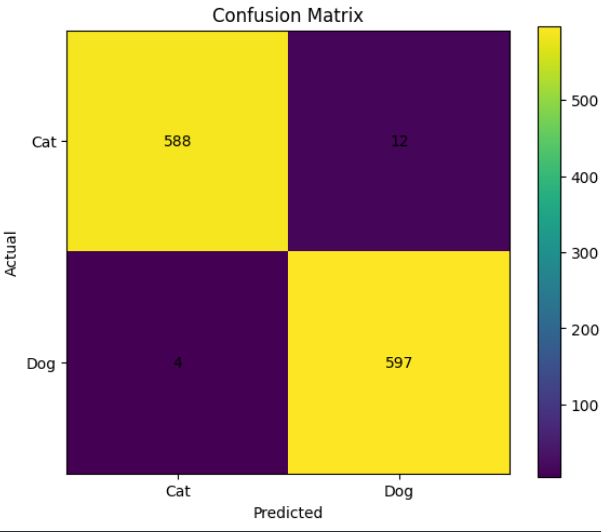 Confusion Matrix
Actual
Cat
588
12
Dog
4
597
Cat
Dog
Predicted
500
400
300
200
100